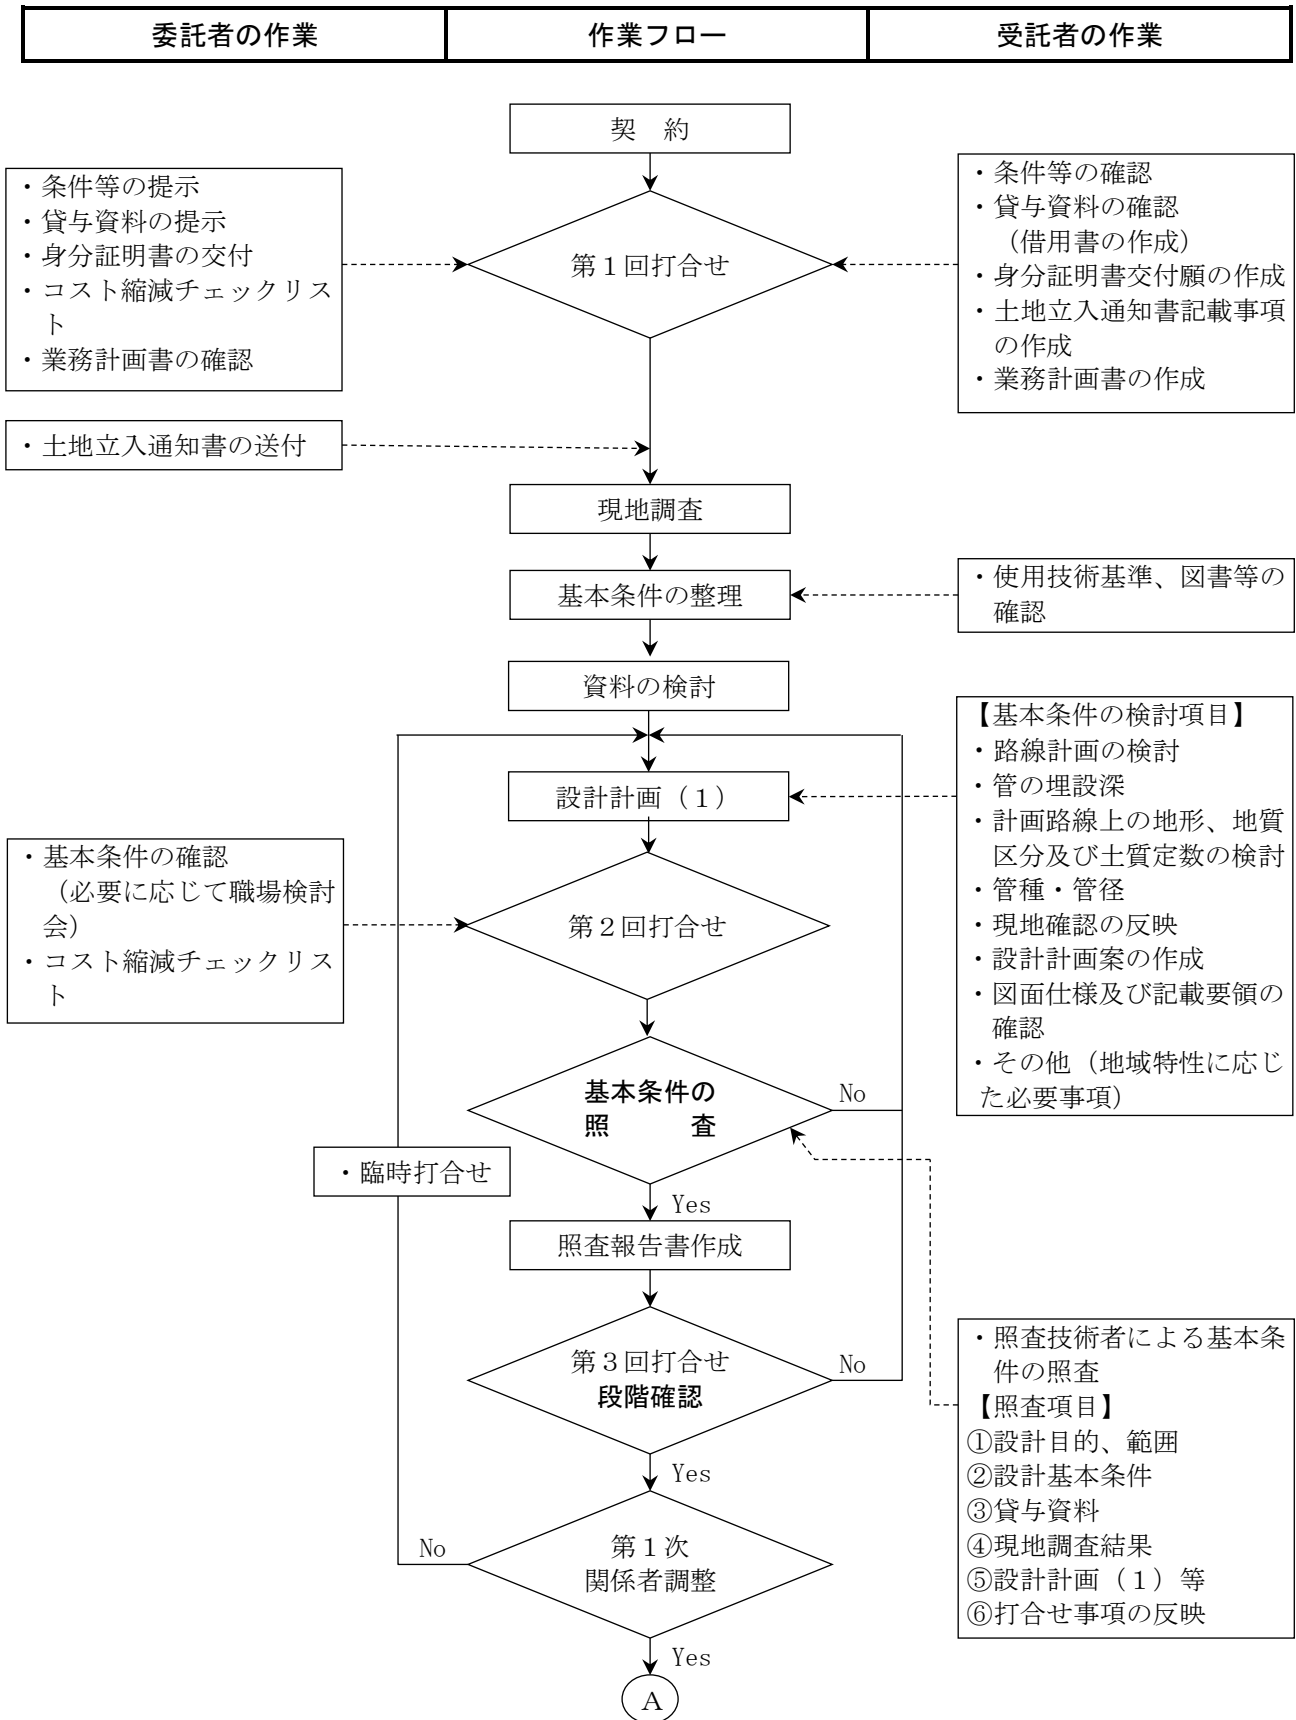 委託者の作業
作業フロー
受託者の作業
契　約
・条件等の提示
・貸与資料の提示
・身分証明書の交付
・コスト縮減チェックリス
ト
・業務計画書の確認
第１回打合せ
・条件等の確認
・貸与資料の確認
（借用書の作成）
・身分証明書交付願の作成
・土地立入通知書記載事項
の作成
・業務計画書の作成
・土地立入通知書の送付
現地調査
基本条件の整理
・使用技術基準、図書等の
確認
資料の検討
設計計画（１）
【基本条件の検討項目】
・路線計画の検討
・管の埋設深
・計画路線上の地形、地質
区分及び土質定数の検討
・管種・管径
・現地確認の反映
・設計計画案の作成
・図面仕様及び記載要領の
確認
・その他（地域特性に応じ
た必要事項）
・基本条件の確認
（必要に応じて職場検討
会）
・コスト縮減チェックリス
ト
第２回打合せ
基本条件の
照　　　査
No
・臨時打合せ
Yes
照査報告書作成
第３回打合せ
段階確認
No
・照査技術者による基本条
件の照査
【照査項目】
①設計目的、範囲
②設計基本条件
③貸与資料
④現地調査結果
⑤設計計画（１）等
⑥打合せ事項の反映
Yes
第１次
関係者調整
No
Yes
A